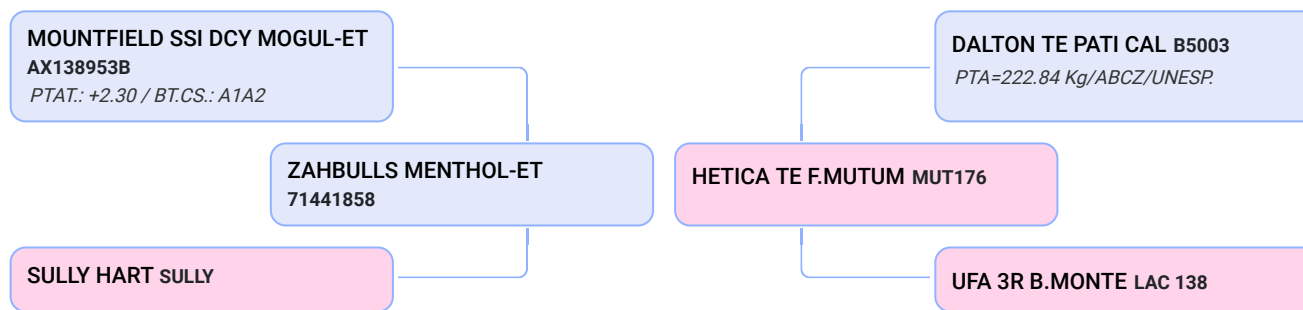 MOUNTFIELD SSI DCY MOGUL-ET
AX138953B
PTAT.: +2.30 / BT.CS.: A1A2
ZAHBULLS MENTHOL-ET
71441858
SULLY HART SULLY
DALTON TE PATI CAL B5003
PTA=222.84 Kg/ABCZ/UNESP.
HETICA TE F.MUTUM MUT176
UFA 3R B.MONTE LAC 138